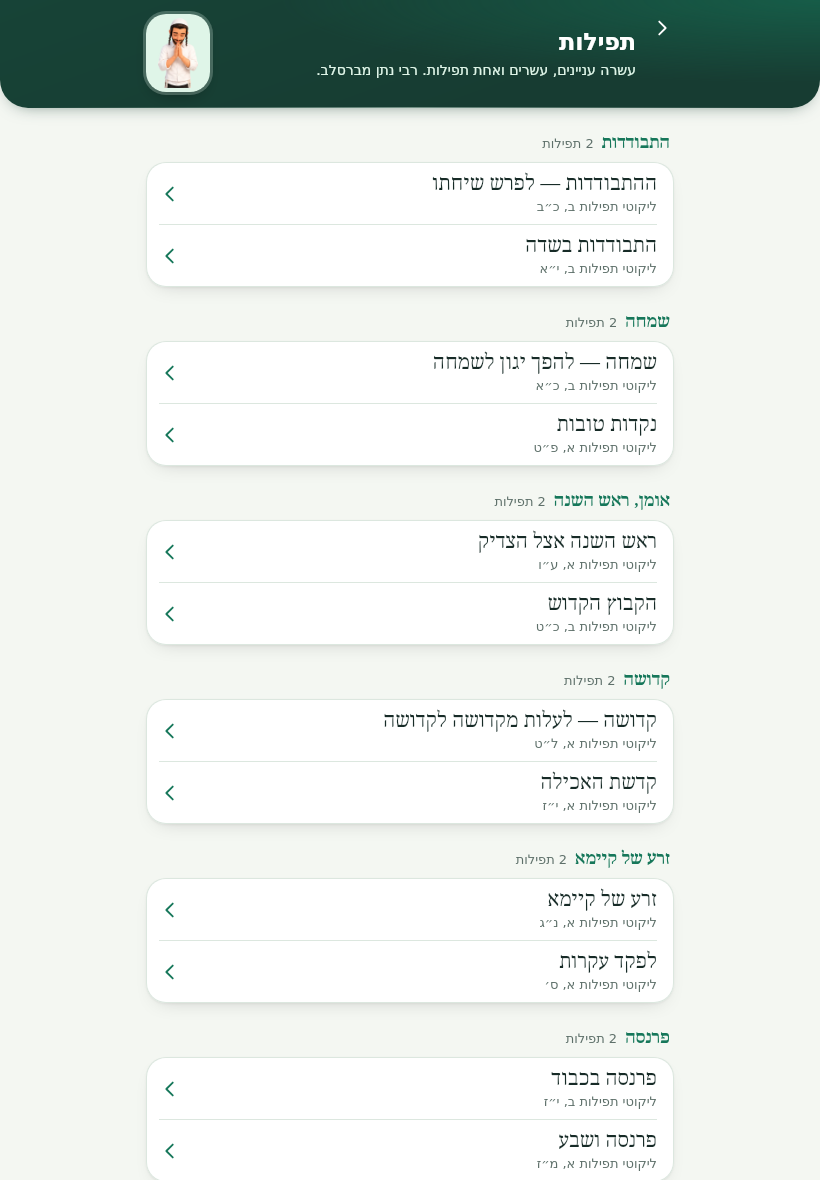 תפילות
עשרה עניינים, עשרים ואחת תפילות. רבי נתן מברסלב.
התבודדות 2 תפילות
ההתבודדות — לפרש שיחתו
ליקוטי תפילות ב, כ״ב
התבודדות בשדה
ליקוטי תפילות ב, י״א
שמחה 2 תפילות
שמחה — להפך יגון לשמחה
ליקוטי תפילות ב, כ״א
נקדות טובות
ליקוטי תפילות א, פ״ט
אומן, ראש השנה 2 תפילות
ראש השנה אצל הצדיק
ליקוטי תפילות א, ע״ו
הקבוץ הקדוש
ליקוטי תפילות ב, כ״ט
קדושה 2 תפילות
קדושה — לעלות מקדושה לקדושה
ליקוטי תפילות א, ל״ט
קדשת האכילה
ליקוטי תפילות א, י״ז
זרע של קיימא 2 תפילות
זרע של קיימא
ליקוטי תפילות א, נ״ג
לפקד עקרות
ליקוטי תפילות א, ס׳
פרנסה 2 תפילות
פרנסה בכבוד
ליקוטי תפילות ב, י״ז
פרנסה ושבע
ליקוטי תפילות א, מ״ז